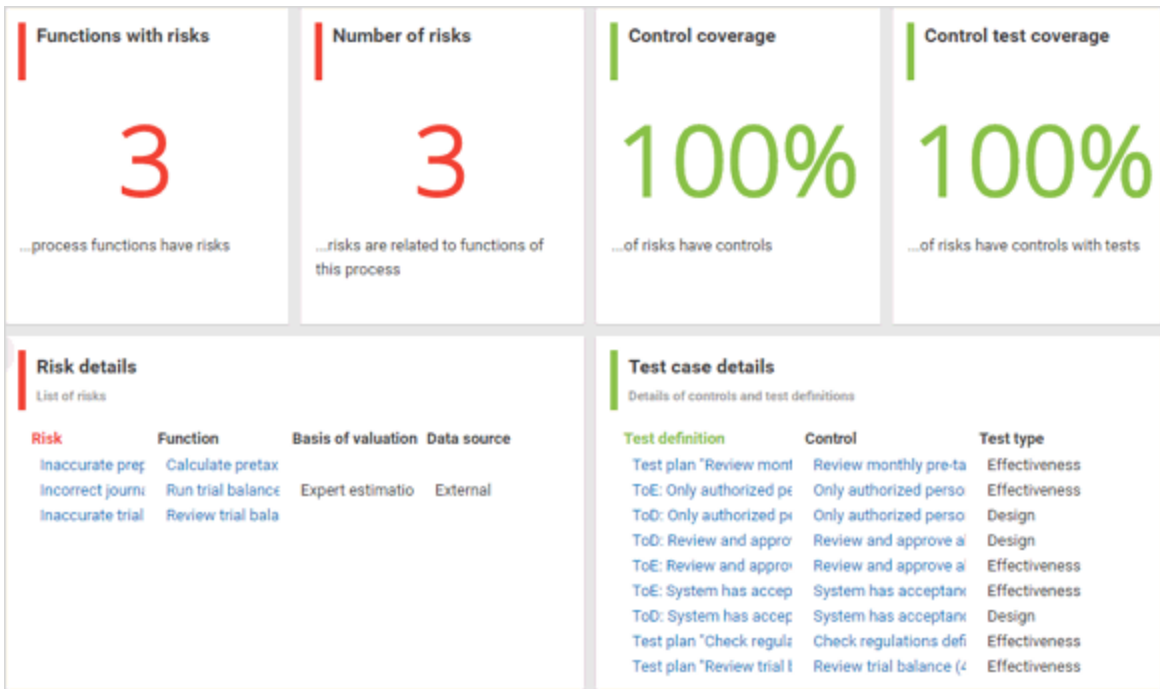 Functions with risks
3
...process functions have risks
Number of risks
3
...risks are related to functions of
this process
Control coverage
100%
...of risks have controls
Control test coverage
100%
...of risks have controls with tests
Risk details
List of risks
Risk Function Basis of valuation Data source
Inaccurate prep Calculate pretax
Incorrect journa Run trial balance Expert estimatio External
Inaccurate trial Review trial bala
Test case details
Details of controls and test definitions
Test definition Control Test type
Test plan "Review mont Review monthly pre-ta Effectiveness
ToE: Only authorized pe Only authorized perso Effectiveness
ToD: Only authorized pe Only authorized perso Design
ToD: Review and approv Review and approve a Design
ToE: Review and approv Review and approve a Effectiveness
ToE: System has accep System has acceptan Effectiveness
ToD: System has accep System has acceptan Design
Test plan "Check regula Check regulations defi Effectiveness
Test plan "Review trial b Review trial balance (4 Effectiveness